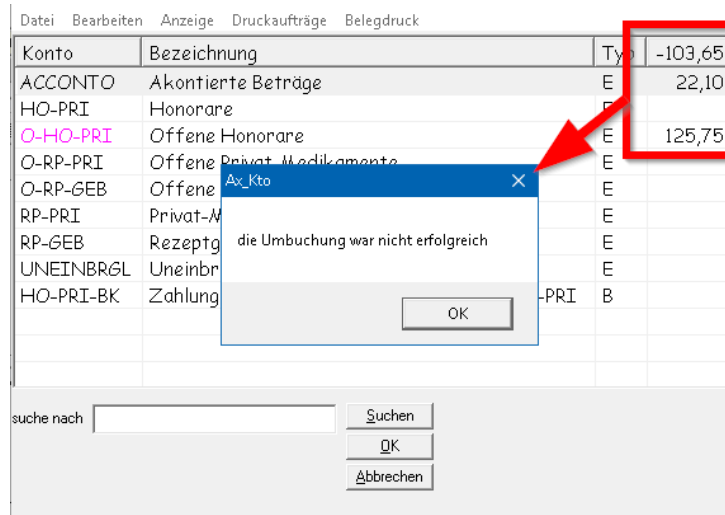 Datei Bearbeiten Anzeige Druckaufträge Belegdruck
Konto Bezeichnung Typ -103,65
ACCONTO Akontierte Beträge E 22,10
HO-PRI Honorare
O-HO-PRI Offene Honorare E 125,75
O-RP-PRI Offene Privat-Medikamente E
O-RP-GEB Offene E
Ax_Kto
RP-PRI Privat-M E
RP-GEB Rezeptg E
die Umbuchung war nicht erfolgreich
UNEINBRGL Uneinbr E
HO-PRI-BK Zahlung -PRI B
OK
suche nach Suchen
OK
Abbrechen